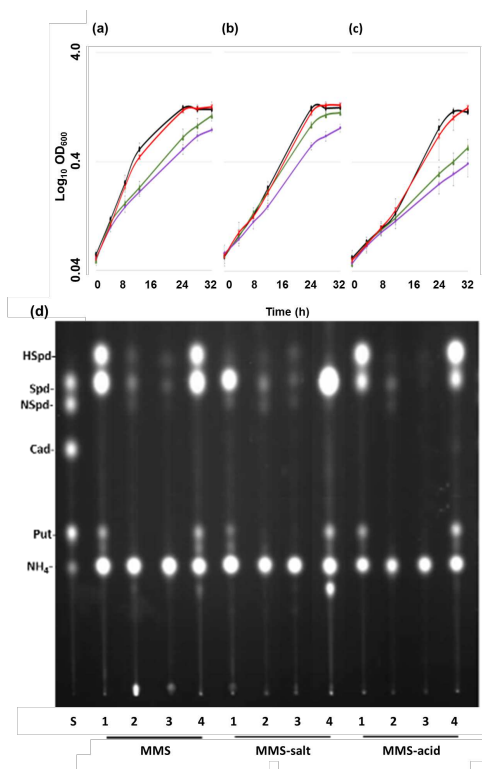 (a) (b) (c)
4.0
0.4
0.04
Log10 OD600
0 8 16 24 32 0 8 16 24 32 0 8 16 24 32
Time (h)
(d)
HSpd-
Spd-
NSpd-
Cad-
Put-
NH4-
S 1 2 3 4 1 2 3 4 1 2 3 4
MMS MMS-salt MMS-acid